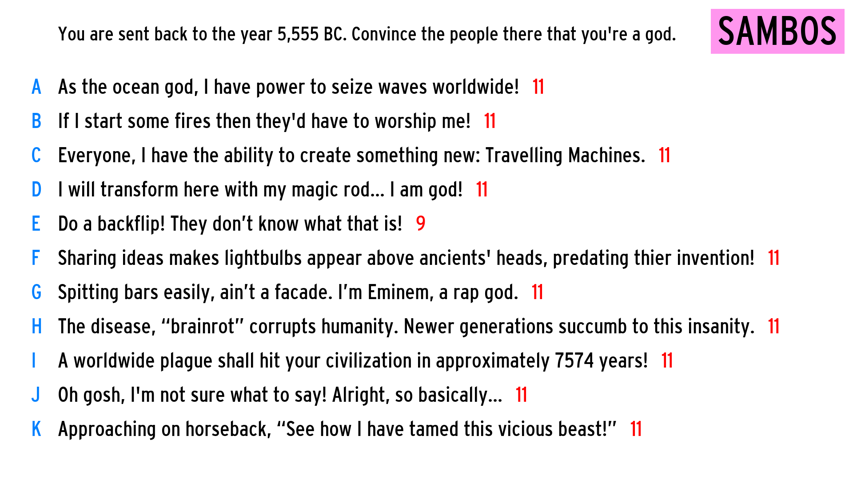 You are sent back to the year 5,555 BC. Convince the people there that you're a god.
SAMBOS
A As the ocean god, I have power to seize waves worldwide! 11
B If I start some fires then they'd have to worship me! 11
C Everyone, I have the ability to create something new: Travelling Machines. 11
D I will transform here with my magic rod... I am god! 11
E Do a backflip! They don’t know what that is! 9
F Sharing ideas makes lightbulbs appear above ancients' heads, predating thier invention! 11
G Spitting bars easily, ain’t a facade. I’m Eminem, a rap god. 11
H The disease, “brainrot” corrupts humanity. Newer generations succumb to this insanity. 11
I A worldwide plague shall hit your civilization in approximately 7574 years! 11
J Oh gosh, I'm not sure what to say! Alright, so basically... 11
K Approaching on horseback, “See how I have tamed this vicious beast!” 11